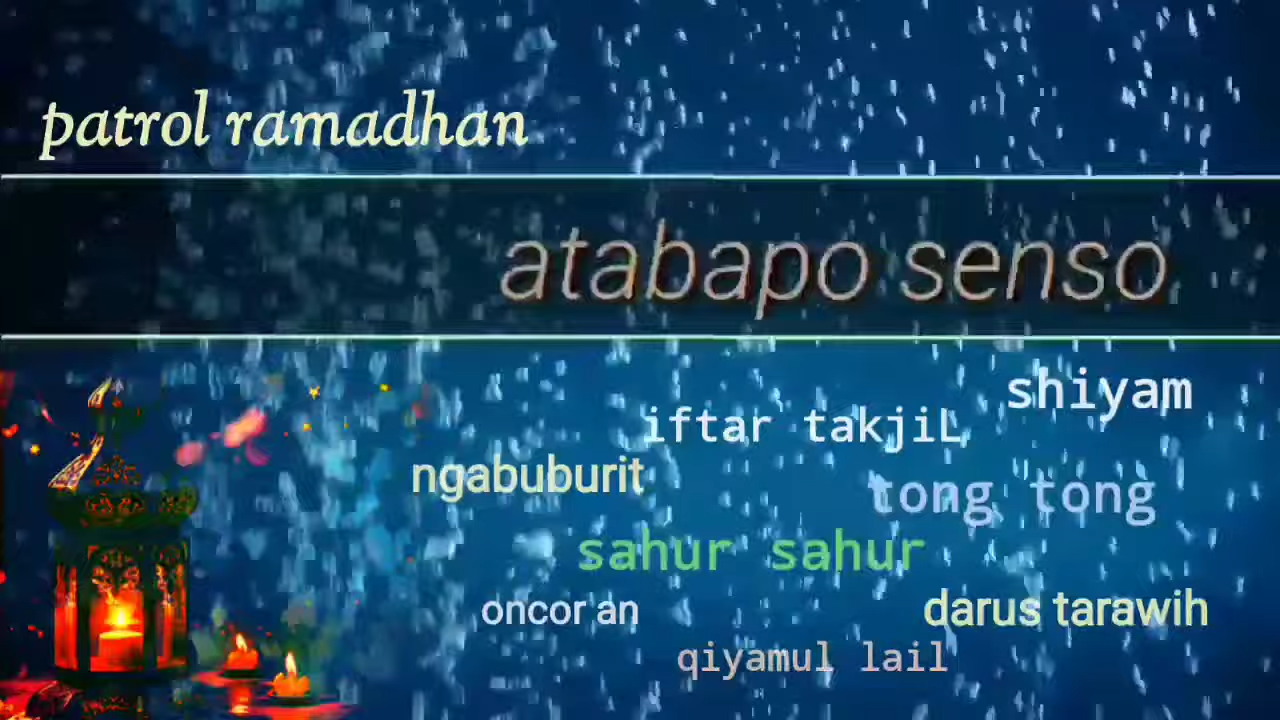 patrol ramadhan
atabapo senso
shiyam
iftar takjiL
ngabuburit
tong tong
sahur sahur
oncor an
darus tarawih
qiyamul lail